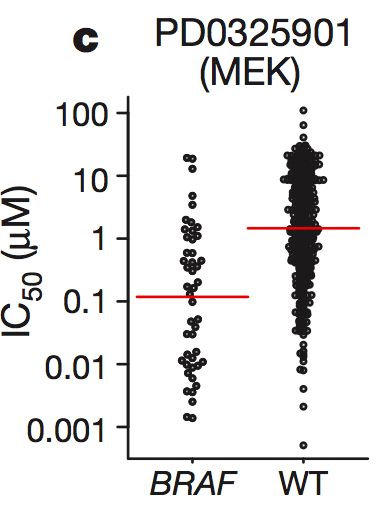 c
PD0325901
(MEK)
IC50 (μM)
100
10
1
0.1
0.01
0.001
BRAF
WT